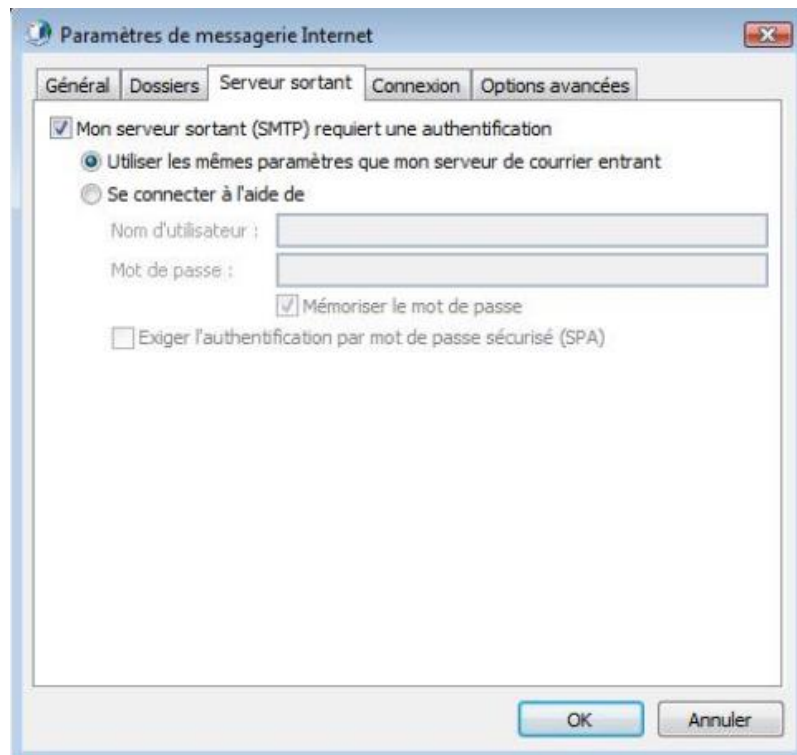 Paramètres de messagerie Internet
Général Dossiers Serveur sortant Connexion Options avancées
Mon serveur sortant (SMTP) requiert une authentification
Utiliser les mêmes paramètres que mon serveur de courrier entrant
Se connecter à l'aide de
Nom d'utilisateur :
Mot de passe :
Mémoriser le mot de passe
Exiger l'authentification par mot de passe sécurisé (SPA)
OK Annuler